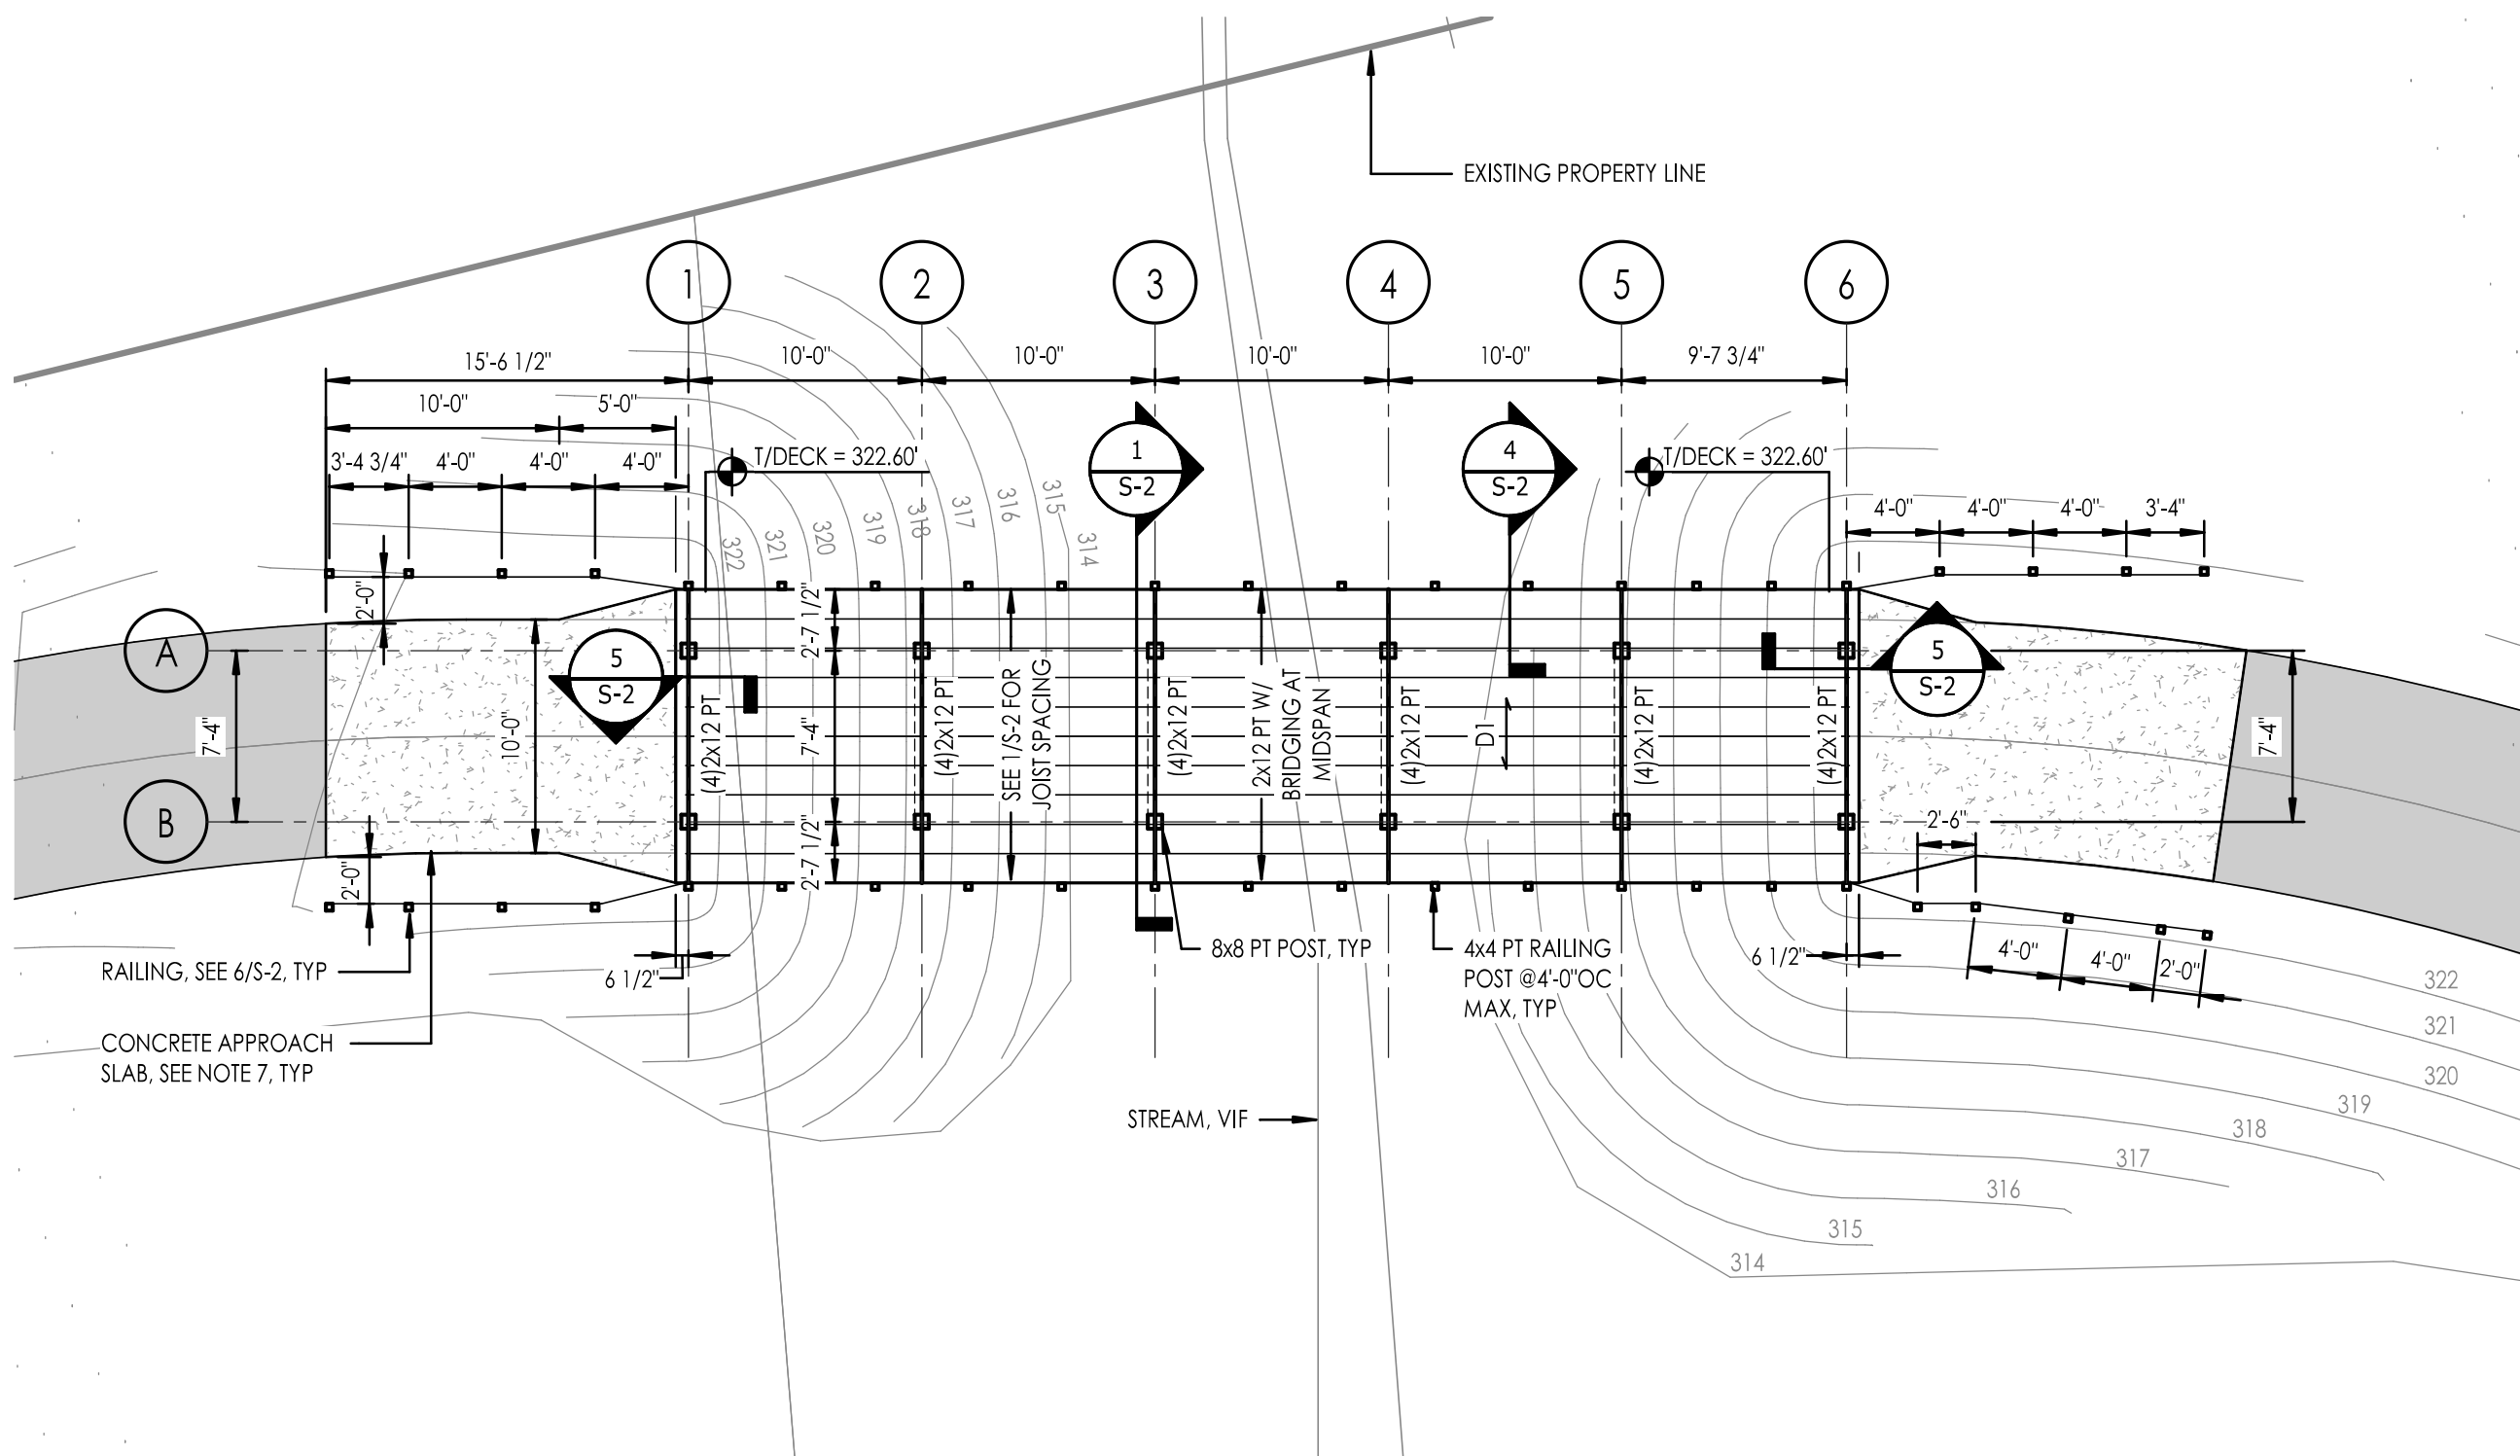 EXISTING PROPERTY LINE
1
2
3
4
5
6
15'-6 1/2"
10'-0"
10'-0"
10'-0"
10'-0"
9'-7 3/4"
10'-0"
5'-0"
3'-4 3/4"
4'-0"
4'-0"
4'-0"
T/DECK = 322.60'
1
S-2
4
S-2
T/DECK = 322.60'
4'-0"
4'-0"
4'-0"
3'-4"
322
321
320
319
318
317
316
315
314
2'-0"
2'-7 1/2"
A
5
S-2
(4)2x12 PT
7'-4"
10'-0"
7'-4"
(4)2x12 PT
SEE 1/S-2 FOR
JOIST SPACING
(4)2x12 PT
2x12 PT W/
BRIDGING AT
MIDSPAN
(4)2x12 PT
D1
(4)2x12 PT
(4)2x12 PT
5
S-2
7'-4"
B
2'-7 1/2"
2'-0"
2'-6"
RAILING, SEE 6/S-2, TYP
6 1/2"
8x8 PT POST, TYP
4x4 PT RAILING
POST @4'-0"OC
MAX, TYP
6 1/2"
4'-0"
4'-0"
2'-0"
CONCRETE APPROACH
SLAB, SEE NOTE 7, TYP
STREAM, VIF
322
321
320
319
318
317
316
315
314